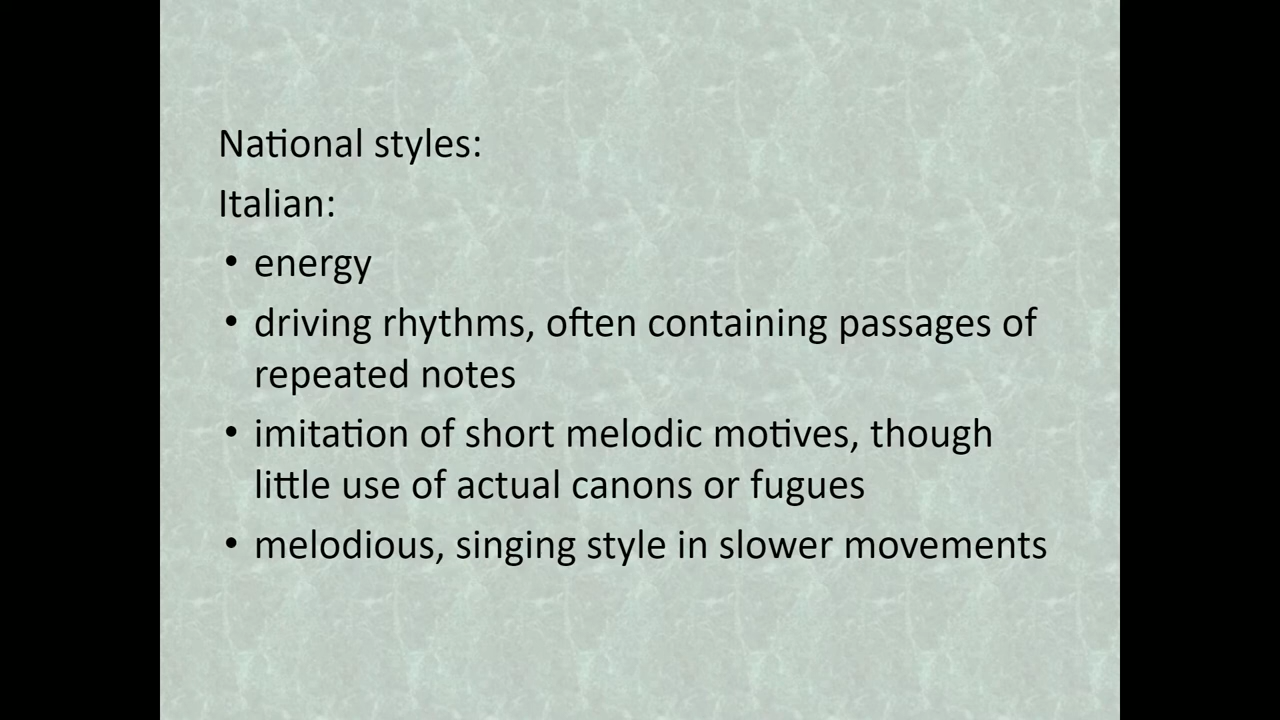 National styles:
Italian:
• energy
• driving rhythms, often containing passages of
repeated notes
• imitation of short melodic motives, though
little use of actual canons or fugues
• melodious, singing style in slower movements